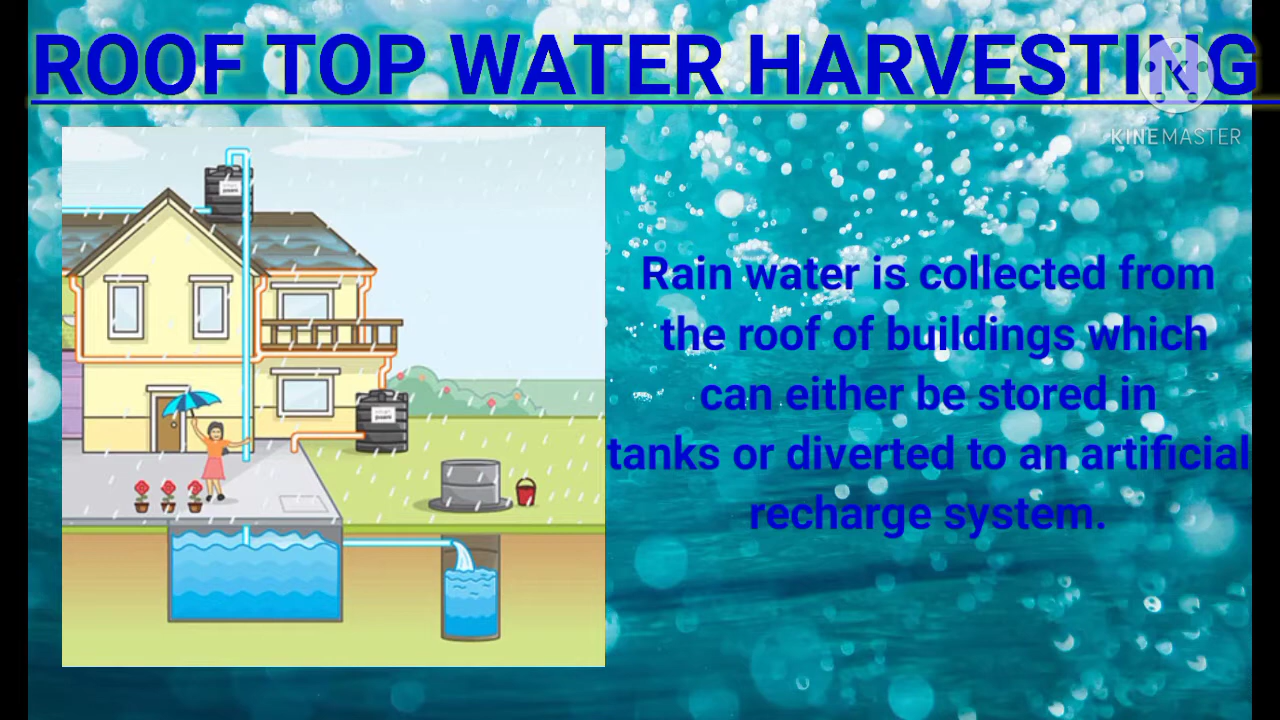 ROOF TOP WATER HARVESTING
KINEMASTER
Rain water is collected from
the roof of buildings which
can either be stored in
tanks or diverted to an artificial
recharge system.